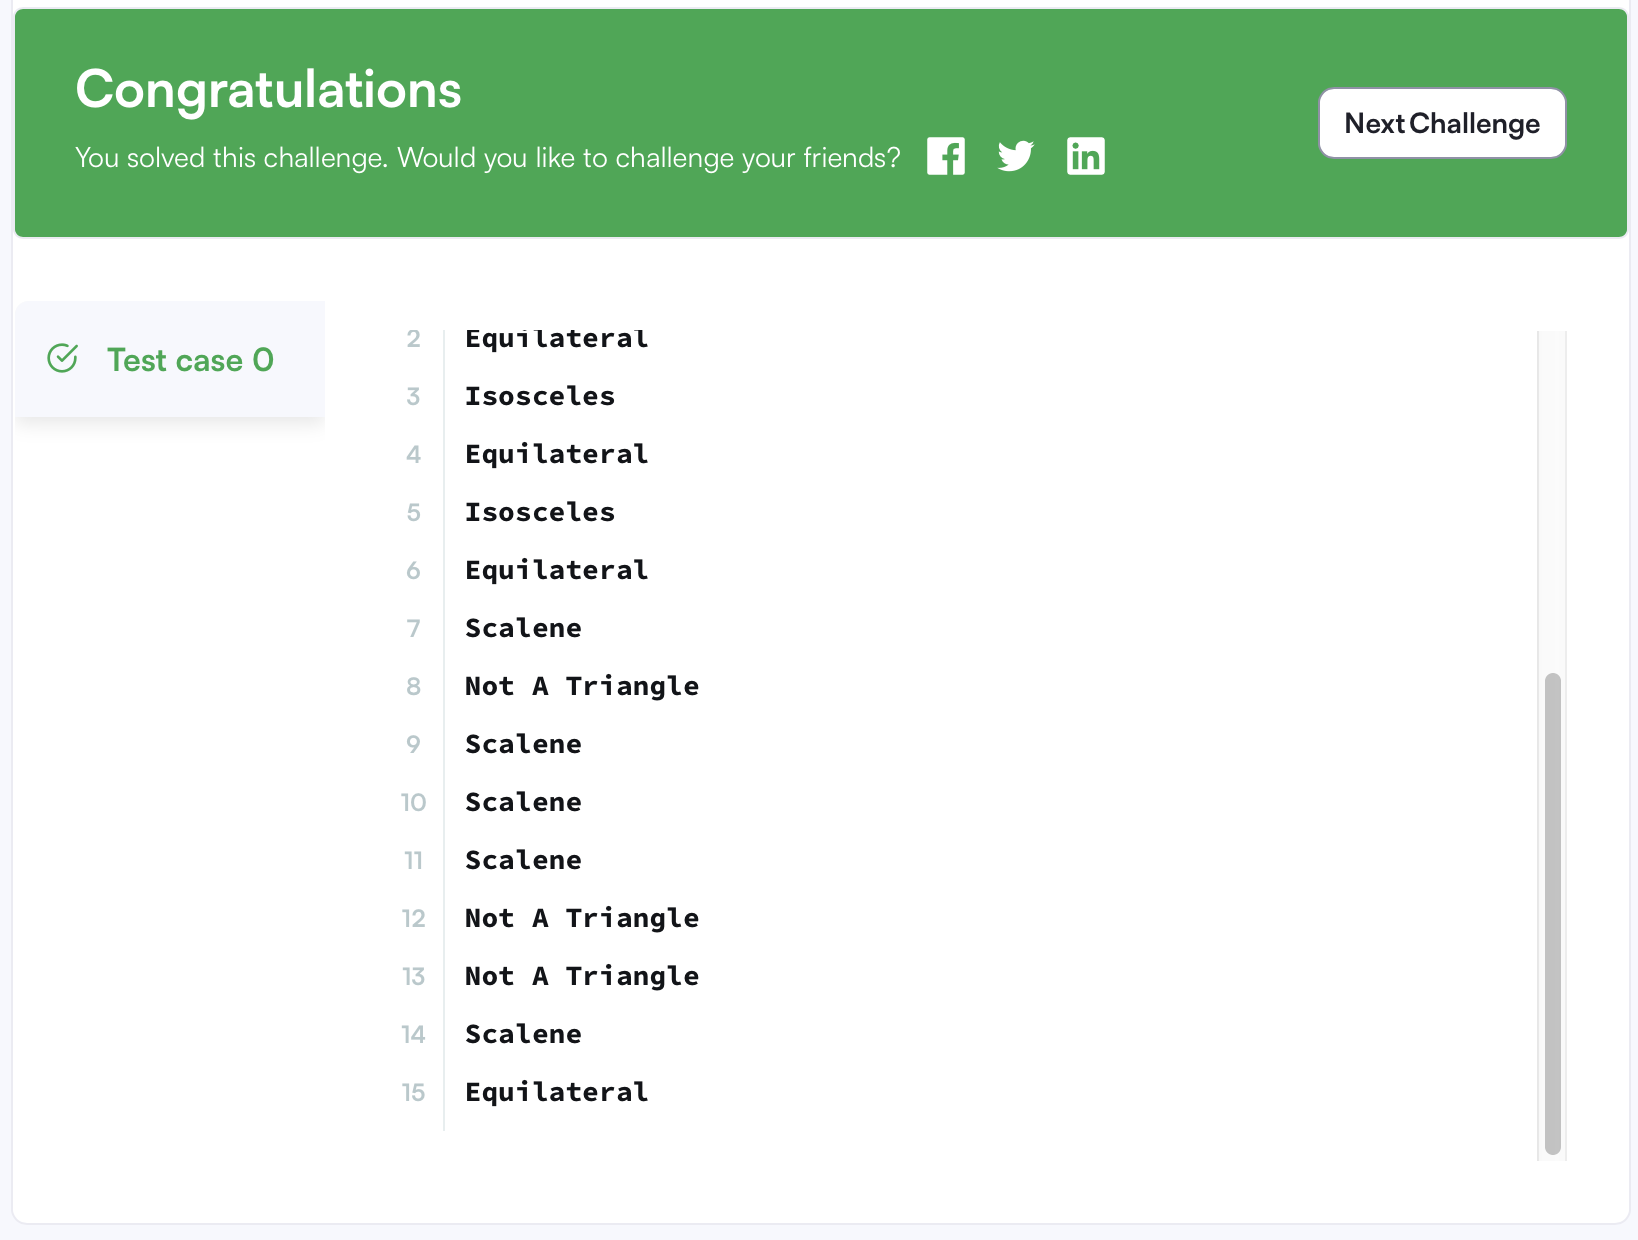 Congratulations
You solved this challenge. Would you like to challenge your friends?
Next Challenge
Test case 0
2 Equilateral
3 Isosceles
4 Equilateral
5 Isosceles
6 Equilateral
7 Scalene
8 Not A Triangle
9 Scalene
10 Scalene
11 Scalene
12 Not A Triangle
13 Not A Triangle
14 Scalene
15 Equilateral